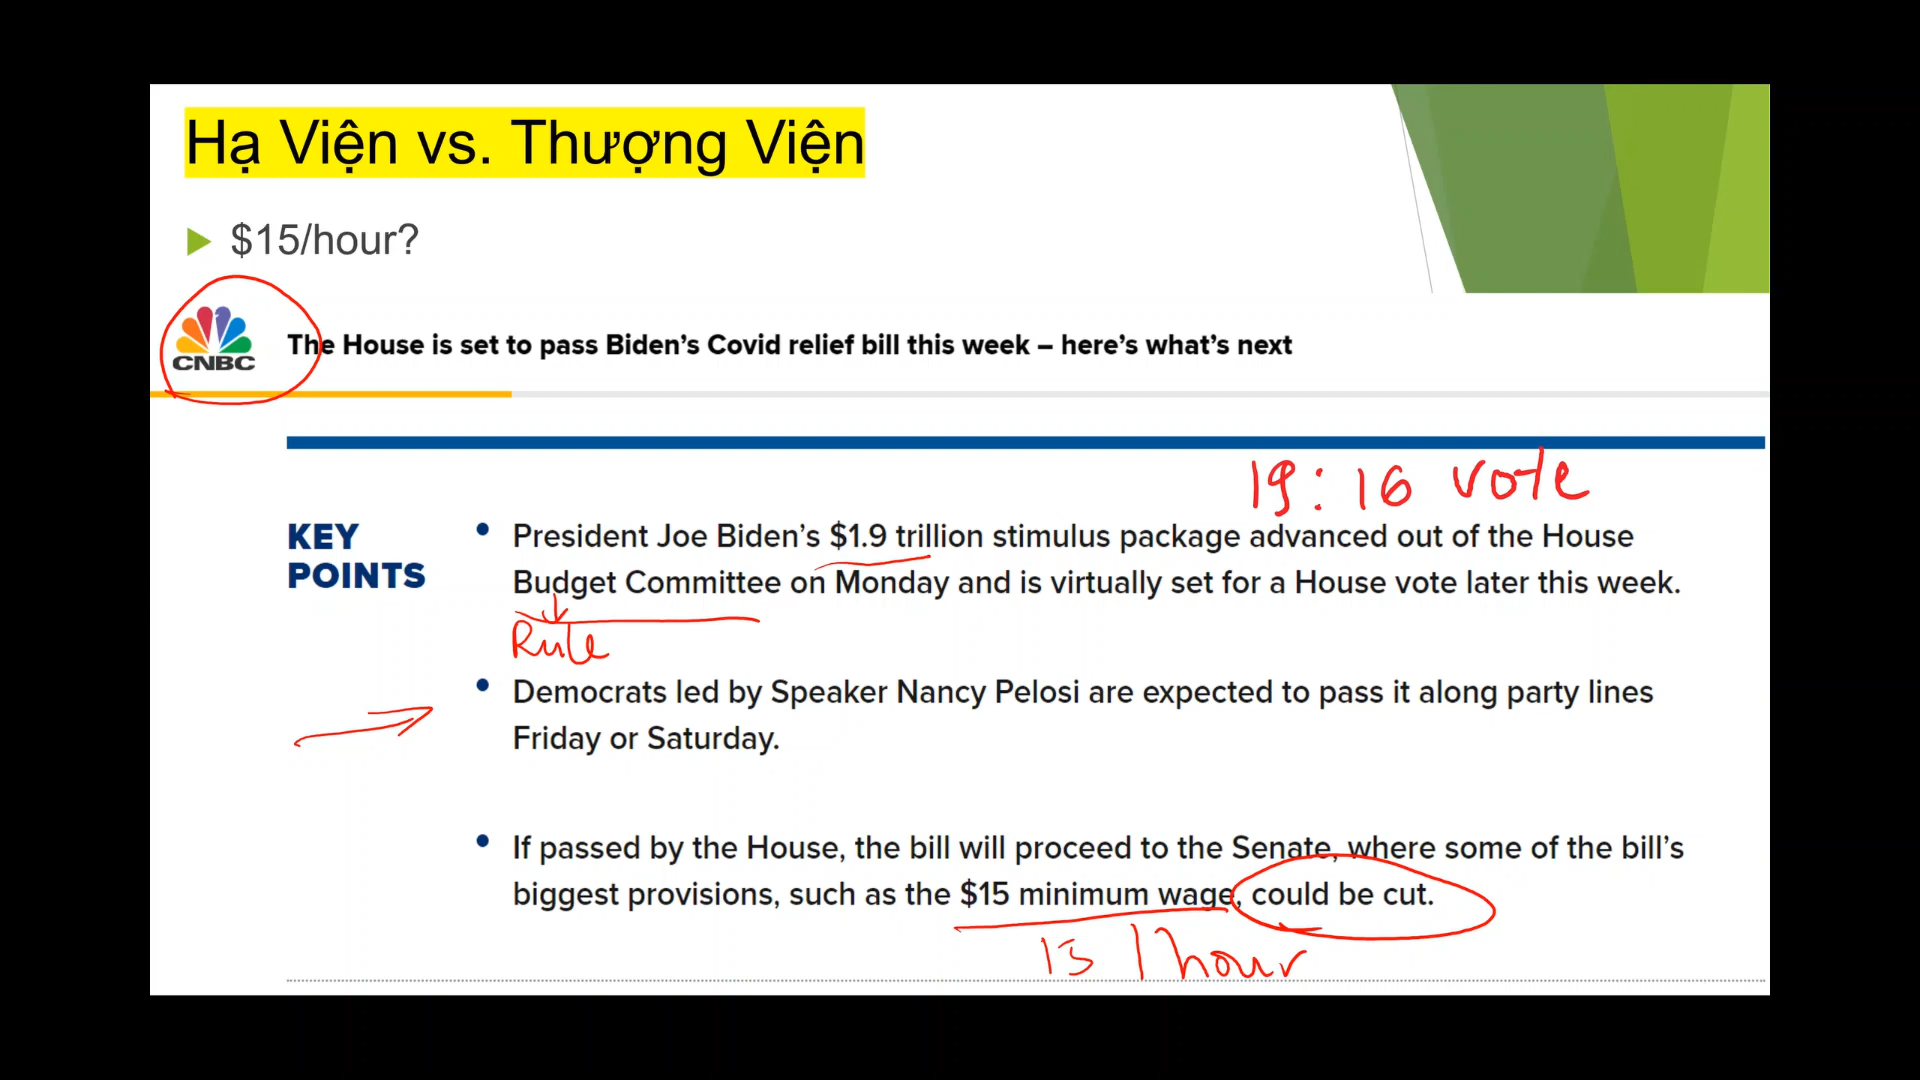 Hạ Viện vs. Thượng Viện
$15/hour?
CNBC
The House is set to pass Biden's Covid relief bill this week – here's what's next
19:16 vote
KEY
POINTS
President Joe Biden's $1.9 trillion stimulus package advanced out of the House
Budget Committee on Monday and is virtually set for a House vote later this week.
Rule
Democrats led by Speaker Nancy Pelosi are expected to pass it along party lines
Friday or Saturday.
If passed by the House, the bill will proceed to the Senate, where some of the bill's
biggest provisions, such as the $15 minimum wage, could be cut.
15 / hour